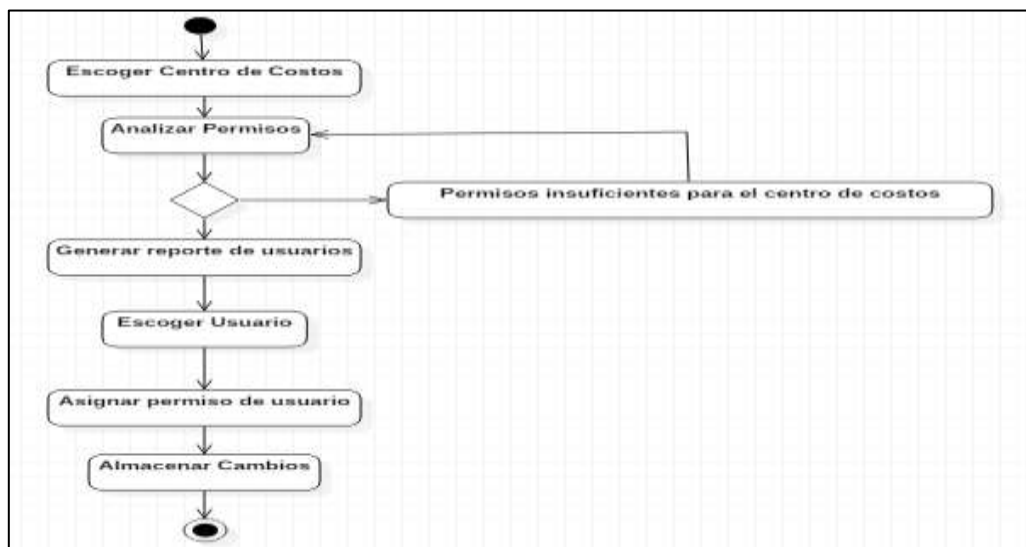 Escoger Centro de Costos
Analizar Permisos
Permisos insuficientes para el centro de costos
Generar reporte de usuarios
Escoger Usuario
Asignar permiso de usuario
Almacenar Cambios